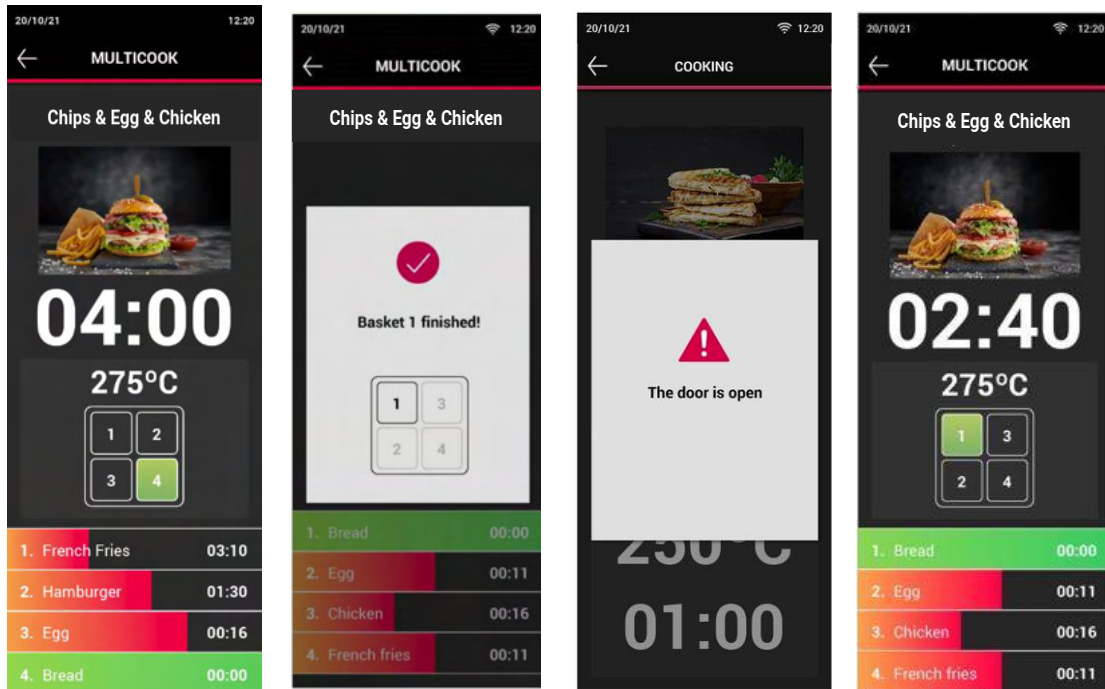 20/10/21 12:20
MULTICOOK
Chips & Egg & Chicken
04:00
275ºC
1 2
3 4
1. French Fries 03:10
2. Hamburger 01:30
3. Egg 00:16
4. Bread 00:00
20/10/21 12:20
MULTICOOK
Chips & Egg & Chicken
Basket 1 finished!
1 3
2 4
1. Bread 00:00
2. Egg 00:11
3. Chicken 00:16
4. French fries 00:11
20/10/21 12:20
COOKING
The door is open
250ºC
01:00
20/10/21 12:20
MULTICOOK
Chips & Egg & Chicken
02:40
275ºC
1 3
2 4
1. Bread 00:00
2. Egg 00:11
3. Chicken 00:16
4. French fries 00:11